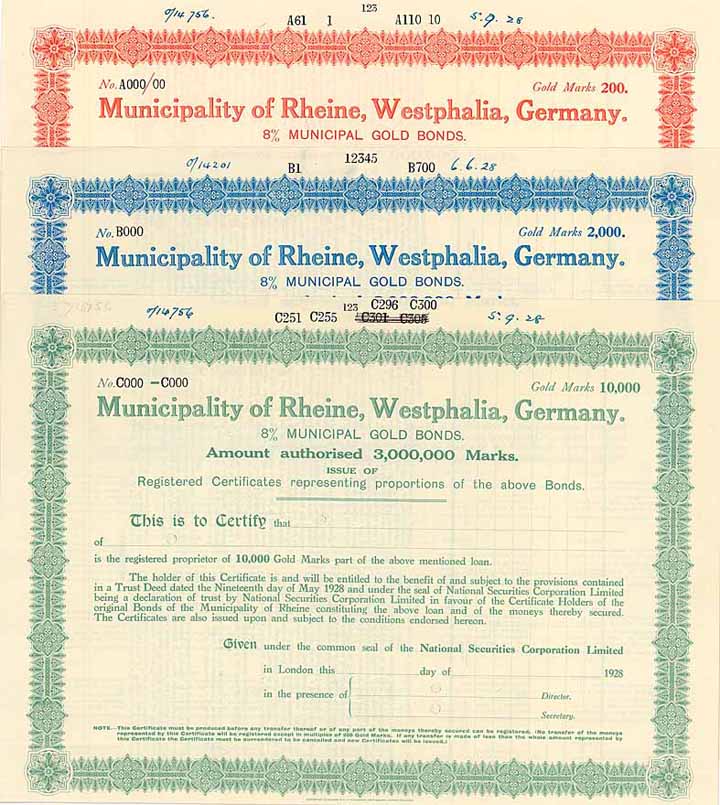 0/14756. A61 1 123 A110 10 5.9.28
No. A000/00 Gold Marks 200.
Municipality of Rheine, Westphalia, Germany.
8% MUNICIPAL GOLD BONDS.
0/14201 B1 12345 B700 6.6.28
No. B000 Gold Marks 2,000.
Municipality of Rheine, Westphalia, Germany.
8% MUNICIPAL GOLD BONDS.
123 C296 C300
0/14756 C251 C255 C301 C305 5.9.28
No. C000 - C000 Gold Marks 10,000
Municipality of Rheine, Westphalia, Germany.
8% MUNICIPAL GOLD BONDS.
Amount authorised 3,000,000 Marks.
ISSUE OF
Registered Certificates representing proportions of the above Bonds.
This is to Certify that
of
is the registered proprietor of 10,000 Gold Marks part of the above mentioned loan.
The holder of this Certificate is and will be entitled to the benefit of and subject to the provisions contained
in a Trust Deed dated the Nineteenth day of May 1928 and under the seal of National Securities Corporation Limited
being a declaration of trust by National Securities Corporation Limited in favour of the Certificate Holders of the
original Bonds of the Municipality of Rheine constituting the above loan and of the moneys thereby secured.
The Certificates are also issued upon and subject to the conditions endorsed hereon.
Given under the common seal of the National Securities Corporation Limited
in London this day of 1928
in the presence of Director.
Secretary.
NOTE.—This Certificate must be produced before any transfer thereof or of any part of the moneys thereby secured can be registered. (No transfer of the moneys
represented by this Certificate will be registered except in multiples of 200 Gold Marks. If any transfer is made of less than the whole amount represented by
this Certificate the Certificate must be surrendered to be cancelled and new Certificates will be issued.)